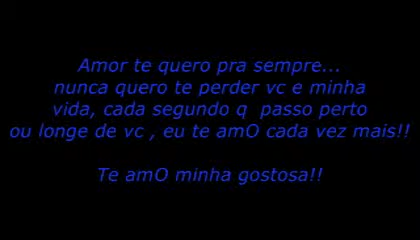 Amor te quero pra sempre...
nunca quero te perder vc e minha
vida, cada segundo q passo perto
ou longe de vc , eu te amO cada vez mais!!
Te amO minha gostosa!!